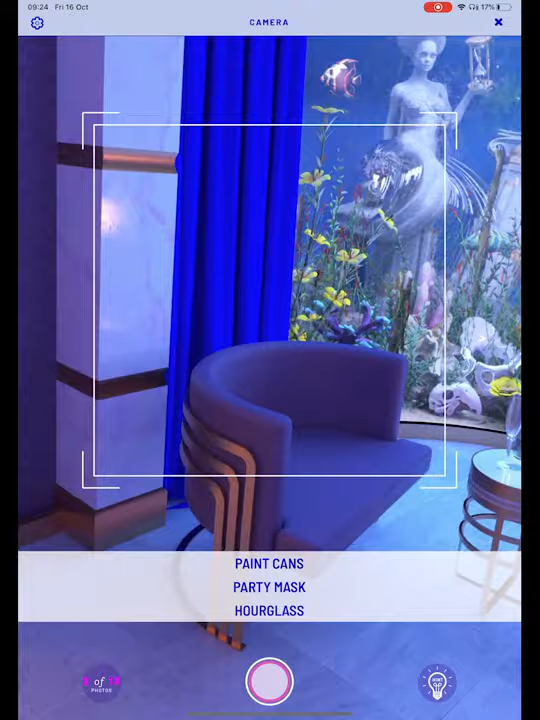 09:24 Fri 16 Oct
17%
CAMERA
PAINT CANS
PARTY MASK
HOURGLASS
of
PHOTOS
HINT